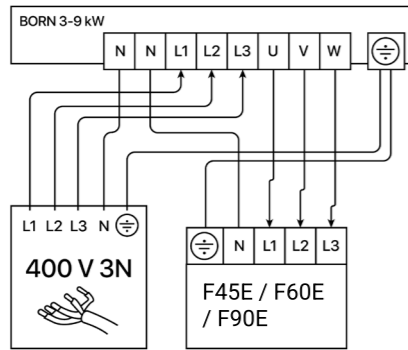 BORN 3-9 kW
N N L1 L2 L3 U V W
L1 L2 L3 N
400 V 3N
N L1 L2 L3
F45E / F60E
/ F90E